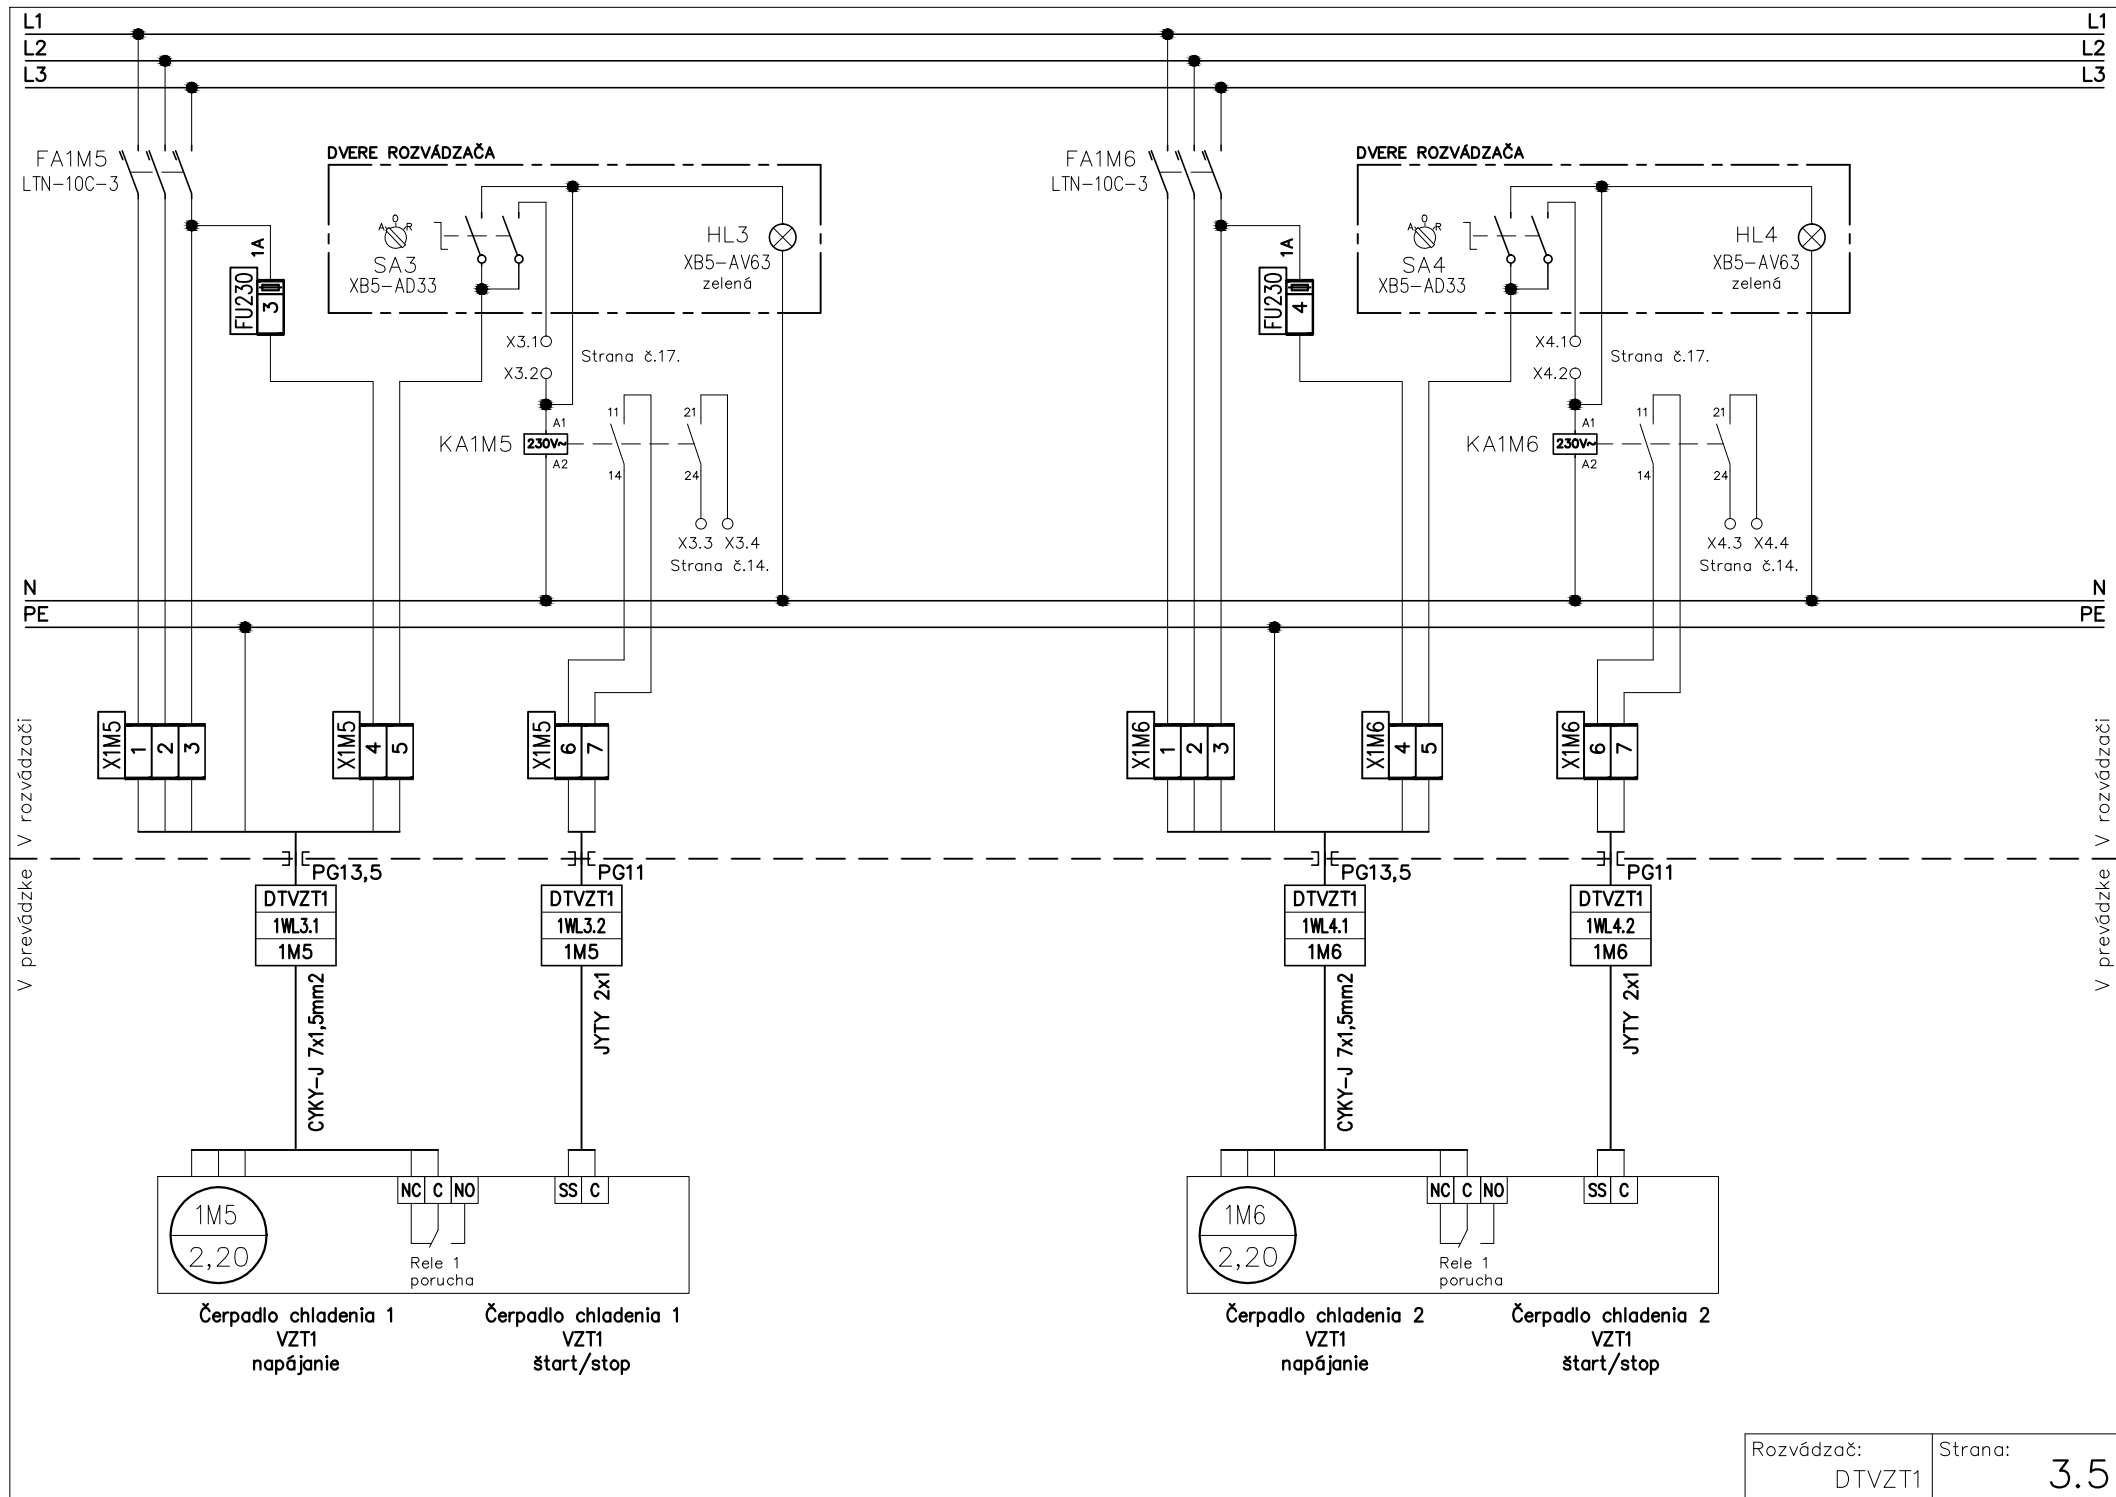 L1 L1
L2 L2
L3 L3
FA1M5
LTN-10C-3
DVERE ROZVÁDZAČA
A 0 R
SA3
XB5-AD33
HL3
XB5-AV63
zelená
1A
FU230
3
X3.1
X3.2
Strana č.17.
KA1M5
A1
230V~
A2
11
14
21
24
X3.3 X3.4
Strana č.14.
FA1M6
LTN-10C-3
DVERE ROZVÁDZAČA
A 0 R
SA4
XB5-AD33
HL4
XB5-AV63
zelená
1A
FU230
4
X4.1
X4.2
Strana č.17.
KA1M6
A1
230V~
A2
11
14
21
24
X4.3 X4.4
Strana č.14.
N N
PE PE
V rozvádzači
V prevádzke
X1M5 1 2 3
X1M5 4 5
X1M5 6 7
X1M6 1 2 3
X1M6 4 5
X1M6 6 7
V rozvádzači
V prevádzke
PG13,5
DTVZT1
1WL3.1
1M5
CYKY-J 7x1,5mm2
PG11
DTVZT1
1WL3.2
1M5
JYTY 2x1
PG13,5
DTVZT1
1WL4.1
1M6
CYKY-J 7x1,5mm2
PG11
DTVZT1
1WL4.2
1M6
JYTY 2x1
NC C NO
SS C
1M5
2,20
Rele 1
porucha
Čerpadlo chladenia 1
VZT1
napájanie
Čerpadlo chladenia 1
VZT1
štart/stop
NC C NO
SS C
1M6
2,20
Rele 1
porucha
Čerpadlo chladenia 2
VZT1
napájanie
Čerpadlo chladenia 2
VZT1
štart/stop
Rozvádzač:
DTVZT1
Strana:
3.5